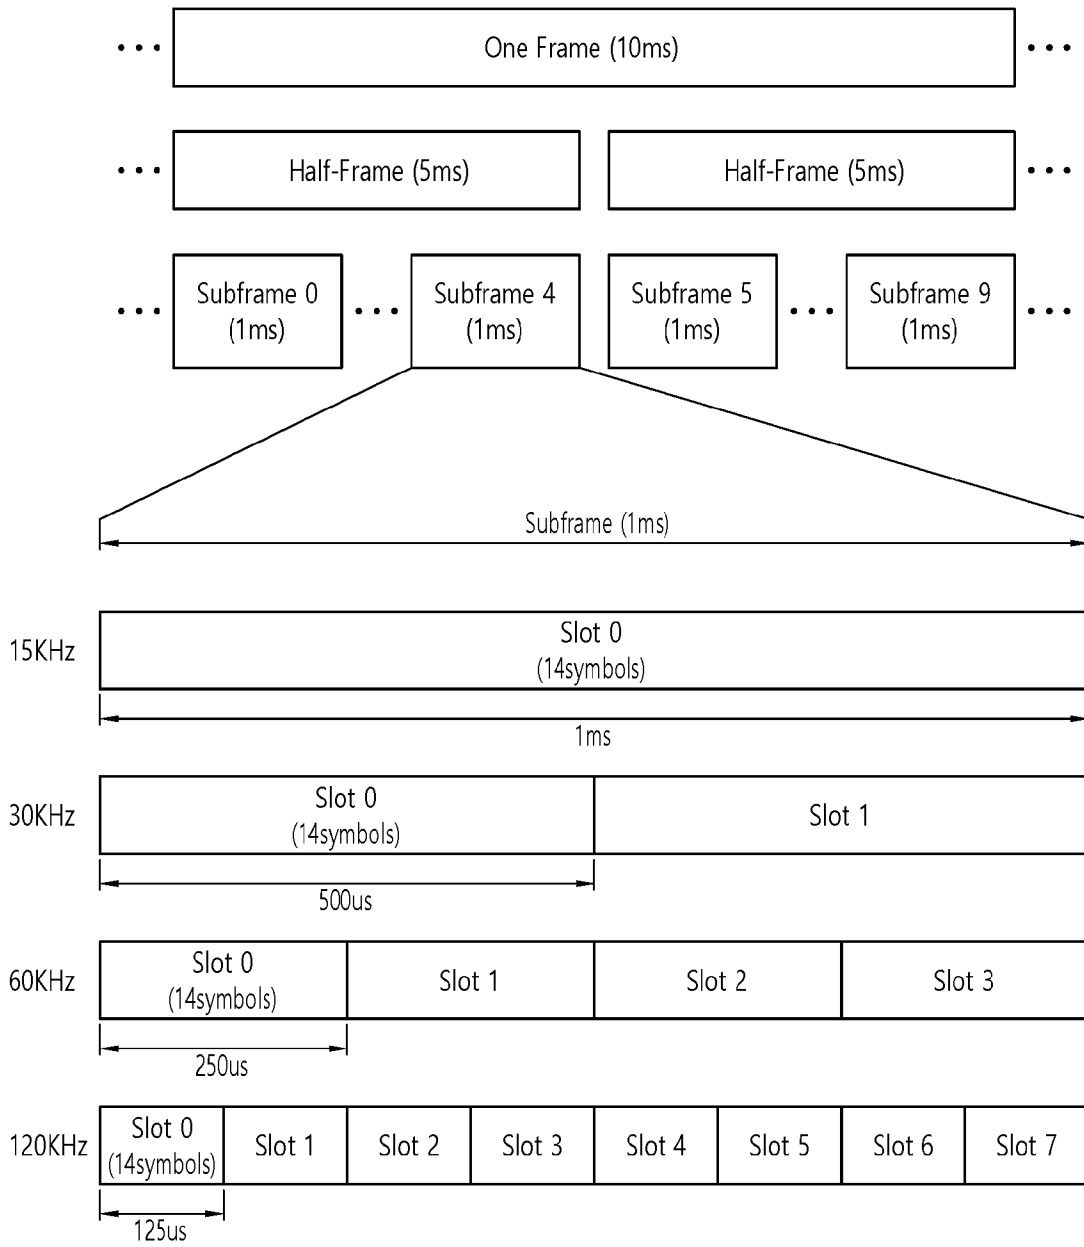 One Frame (10ms)
Half-Frame (5ms)
Half-Frame (5ms)
Subframe 0
(1ms)
Subframe 4
(1ms)
Subframe 5
(1ms)
Subframe 9
(1ms)
Subframe (1ms)
15KHz
Slot 0
(14symbols)
1ms
30KHz
Slot 0
(14symbols)
Slot 1
500us
60KHz
Slot 0
(14symbols)
Slot 1
Slot 2
Slot 3
250us
120KHz
Slot 0
(14symbols)
Slot 1
Slot 2
Slot 3
Slot 4
Slot 5
Slot 6
Slot 7
125us